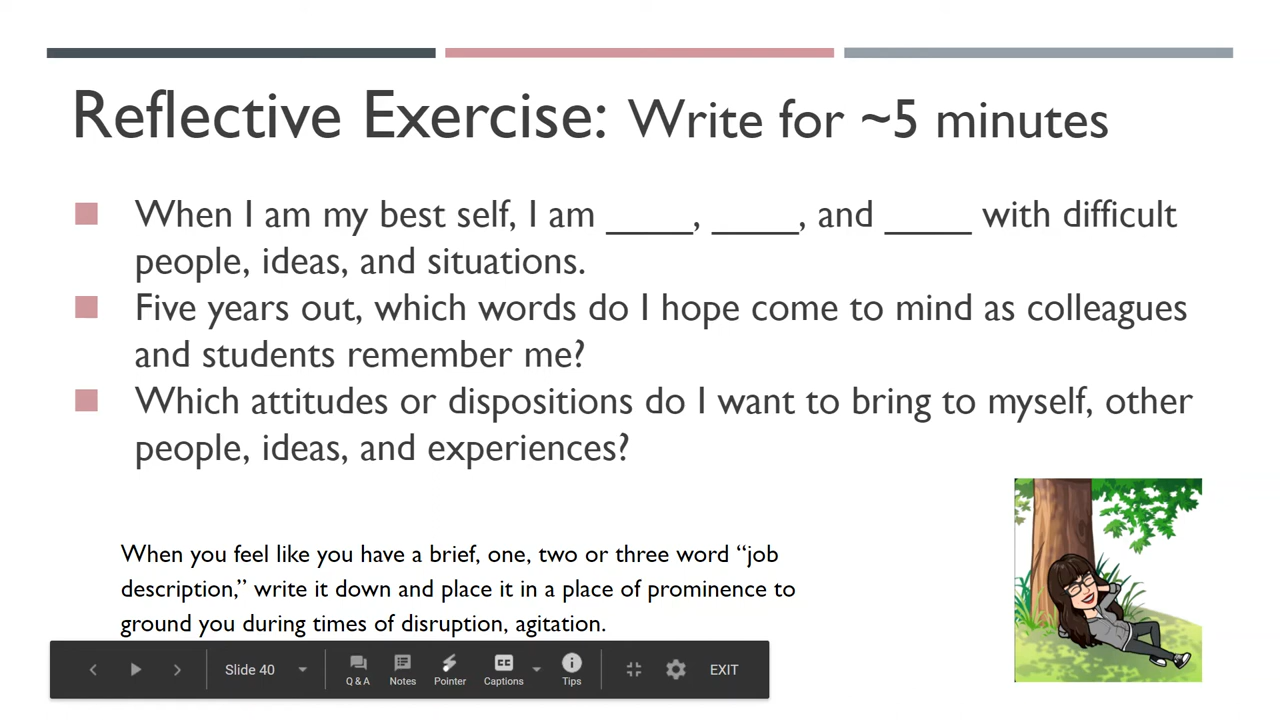 Reflective Exercise: Write for ~5 minutes
When I am my best self, I am _____, _____, and _____ with difficult
people, ideas, and situations.
Five years out, which words do I hope come to mind as colleagues
and students remember me?
Which attitudes or dispositions do I want to bring to myself, other
people, ideas, and experiences?
When you feel like you have a brief, one, two or three word “job
description,” write it down and place it in a place of prominence to
ground you during times of disruption, agitation.
Slide 40
Q & A
Notes
Pointer
CC
Captions
Tips
EXIT